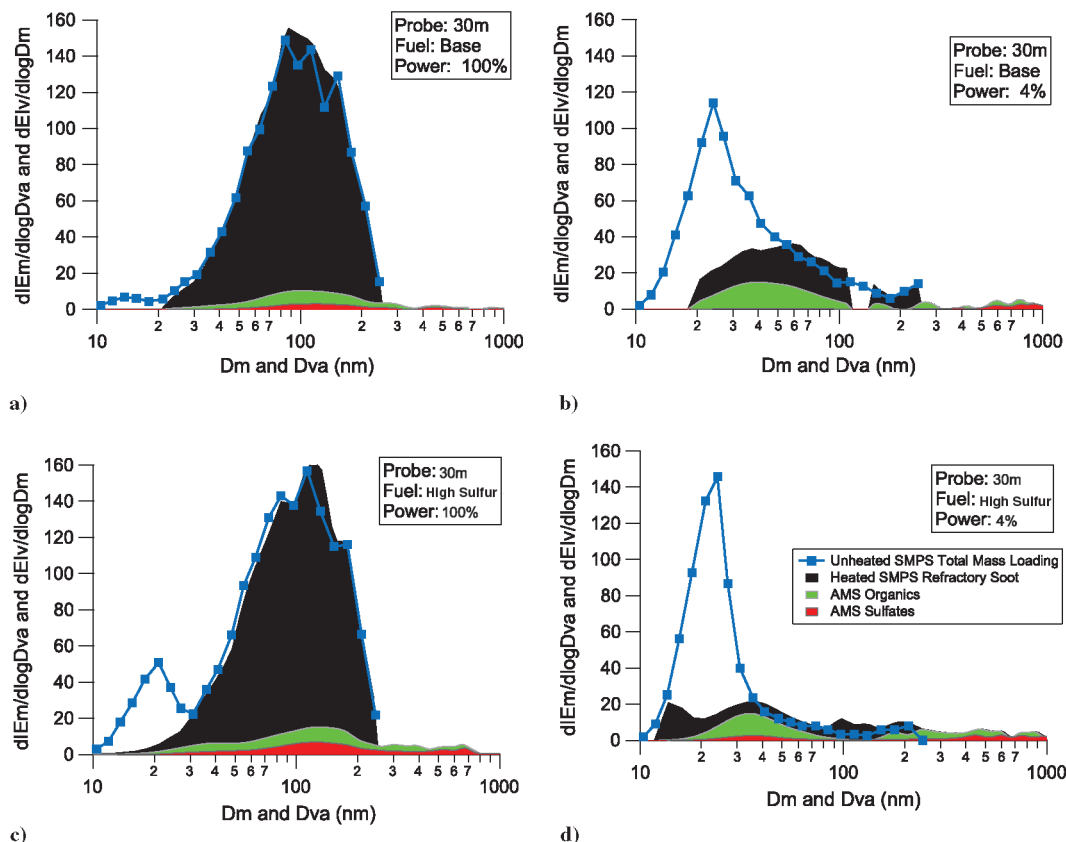 160
140
120
100
80
60
40
20
0
dIEm/dlogDva and dEIv/dlogDm
Probe: 30m
Fuel: Base
Power: 100%
2 3 4 5 6 7 2 3 4 5 6 7
10 100 1000
Dm and Dva (nm)
a)
160
140
120
100
80
60
40
20
0
dIEm/dlogDva and dEIv/dlogDm
Probe: 30m
Fuel: Base
Power: 4%
2 3 4 5 6 7 2 3 4 5 6 7
10 100 1000
Dm and Dva (nm)
b)
160
140
120
100
80
60
40
20
0
dIEm/dlogDva and dEIv/dlogDm
Probe: 30m
Fuel: High Sulfur
Power: 100%
2 3 4 5 6 7 2 3 4 5 6 7
10 100 1000
Dm and Dva (nm)
c)
160
140
120
100
80
60
40
20
0
dIEm/dlogDva and dEIv/dlogDm
Probe: 30m
Fuel: High Sulfur
Power: 4%
Unheated SMPS Total Mass Loading
Heated SMPS Refractory Soot
AMS Organics
AMS Sulfates
2 3 4 5 6 7 2 3 4 5 6 7
10 100 1000
Dm and Dva (nm)
d)